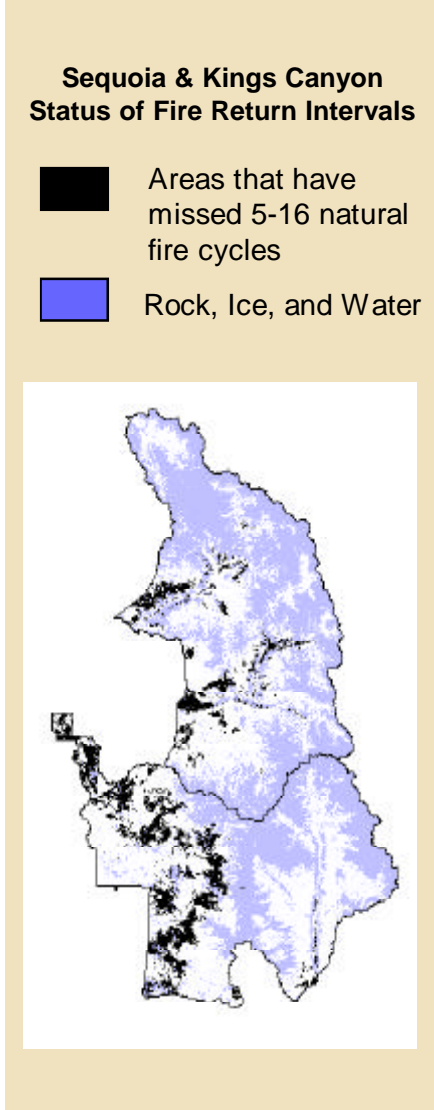 Sequoia & Kings Canyon
Status of Fire Return Intervals
Areas that have
missed 5-16 natural
fire cycles
Rock, Ice, and Water